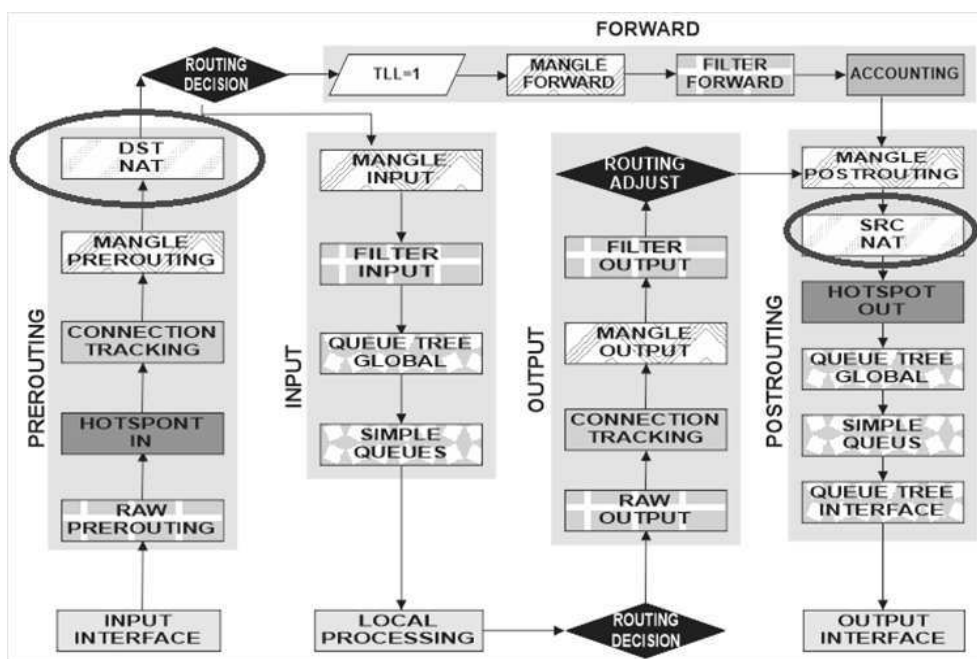 FORWARD
ROUTING
DECISION
TLL=1
MANGLE
FORWARD
FILTER
FORWARD
ACCOUNTING
PREROUTING
DST
NAT
MANGLE
PREROUTING
CONNECTION
TRACKING
HOTSPONT
IN
RAW
PREROUTING
INPUT
INTERFACE
INPUT
MANGLE
INPUT
FILTER
INPUT
QUEUE TREE
GLOBAL
SIMPLE
QUEUES
LOCAL
PROCESSING
OUTPUT
ROUTING
ADJUST
FILTER
OUTPUT
MANGLE
OUTPUT
CONNECTION
TRACKING
RAW
OUTPUT
ROUTING
DECISION
POSTROUTING
MANGLE
POSTROUTING
SRC
NAT
HOTSPOT
OUT
QUEUE TREE
GLOBAL
SIMPLE
QUEUS
QUEUE TREE
INTERFACE
OUTPUT
INTERFACE